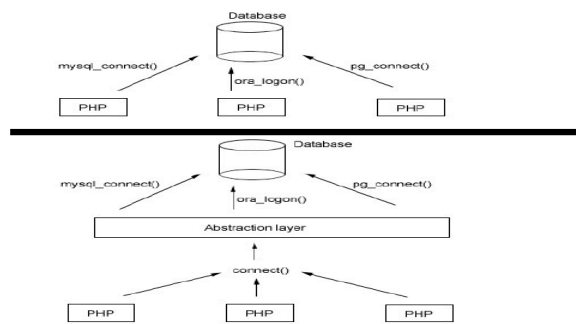 Database
mysql_connect()
pg_connect()
ora_logon()
PHP PHP PHP
Database
mysql_connect()
pg_connect()
ora_logon()
Abstraction layer
connect()
PHP PHP PHP